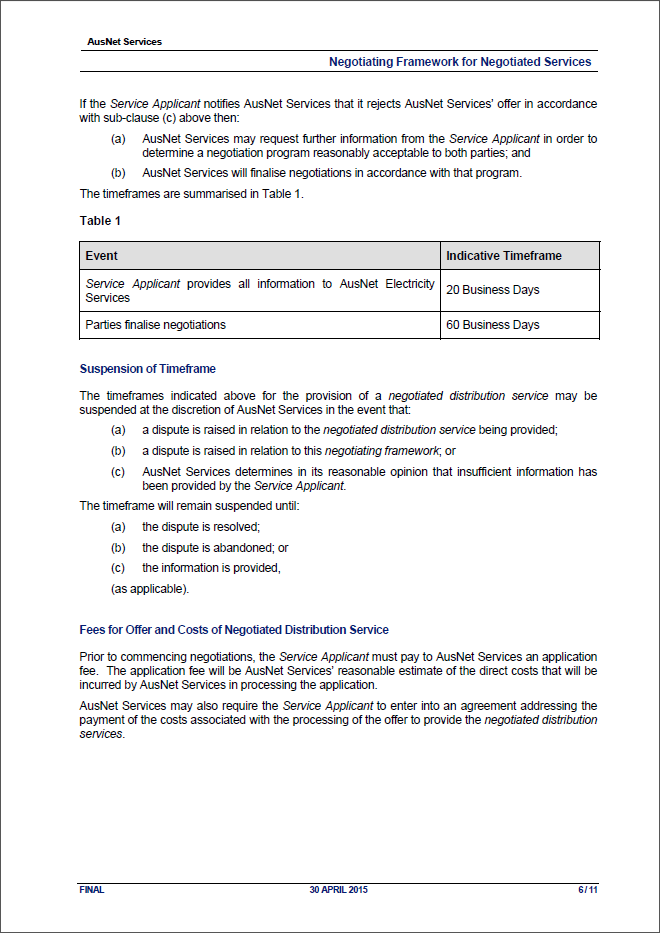 AusNet Services
Negotiating Framework for Negotiated Services
If the Service Applicant notifies AusNet Services that it rejects AusNet Services' offer in accordance
with sub-clause (c) above then:
(a) AusNet Services may request further information from the Service Applicant in order to
determine a negotiation program reasonably acceptable to both parties; and
(b) AusNet Services will finalise negotiations in accordance with that program.
The timeframes are summarised in Table 1.
Table 1
Event Indicative Timeframe
Service Applicant provides all information to AusNet Electricity
Services 20 Business Days
Parties finalise negotiations 60 Business Days
Suspension of Timeframe
The timeframes indicated above for the provision of a negotiated distribution service may be
suspended at the discretion of AusNet Services in the event that:
(a) a dispute is raised in relation to the negotiated distribution service being provided;
(b) a dispute is raised in relation to this negotiating framework; or
(c) AusNet Services determines in its reasonable opinion that insufficient information has
been provided by the Service Applicant.
The timeframe will remain suspended until:
(a) the dispute is resolved;
(b) the dispute is abandoned; or
(c) the information is provided,
(as applicable).
Fees for Offer and Costs of Negotiated Distribution Service
Prior to commencing negotiations, the Service Applicant must pay to AusNet Services an application
fee. The application fee will be AusNet Services' reasonable estimate of the direct costs that will be
incurred by AusNet Services in processing the application.
AusNet Services may also require the Service Applicant to enter into an agreement addressing the
payment of the costs associated with the processing of the offer to provide the negotiated distribution
services.
FINAL 30 APRIL 2015 6 / 11